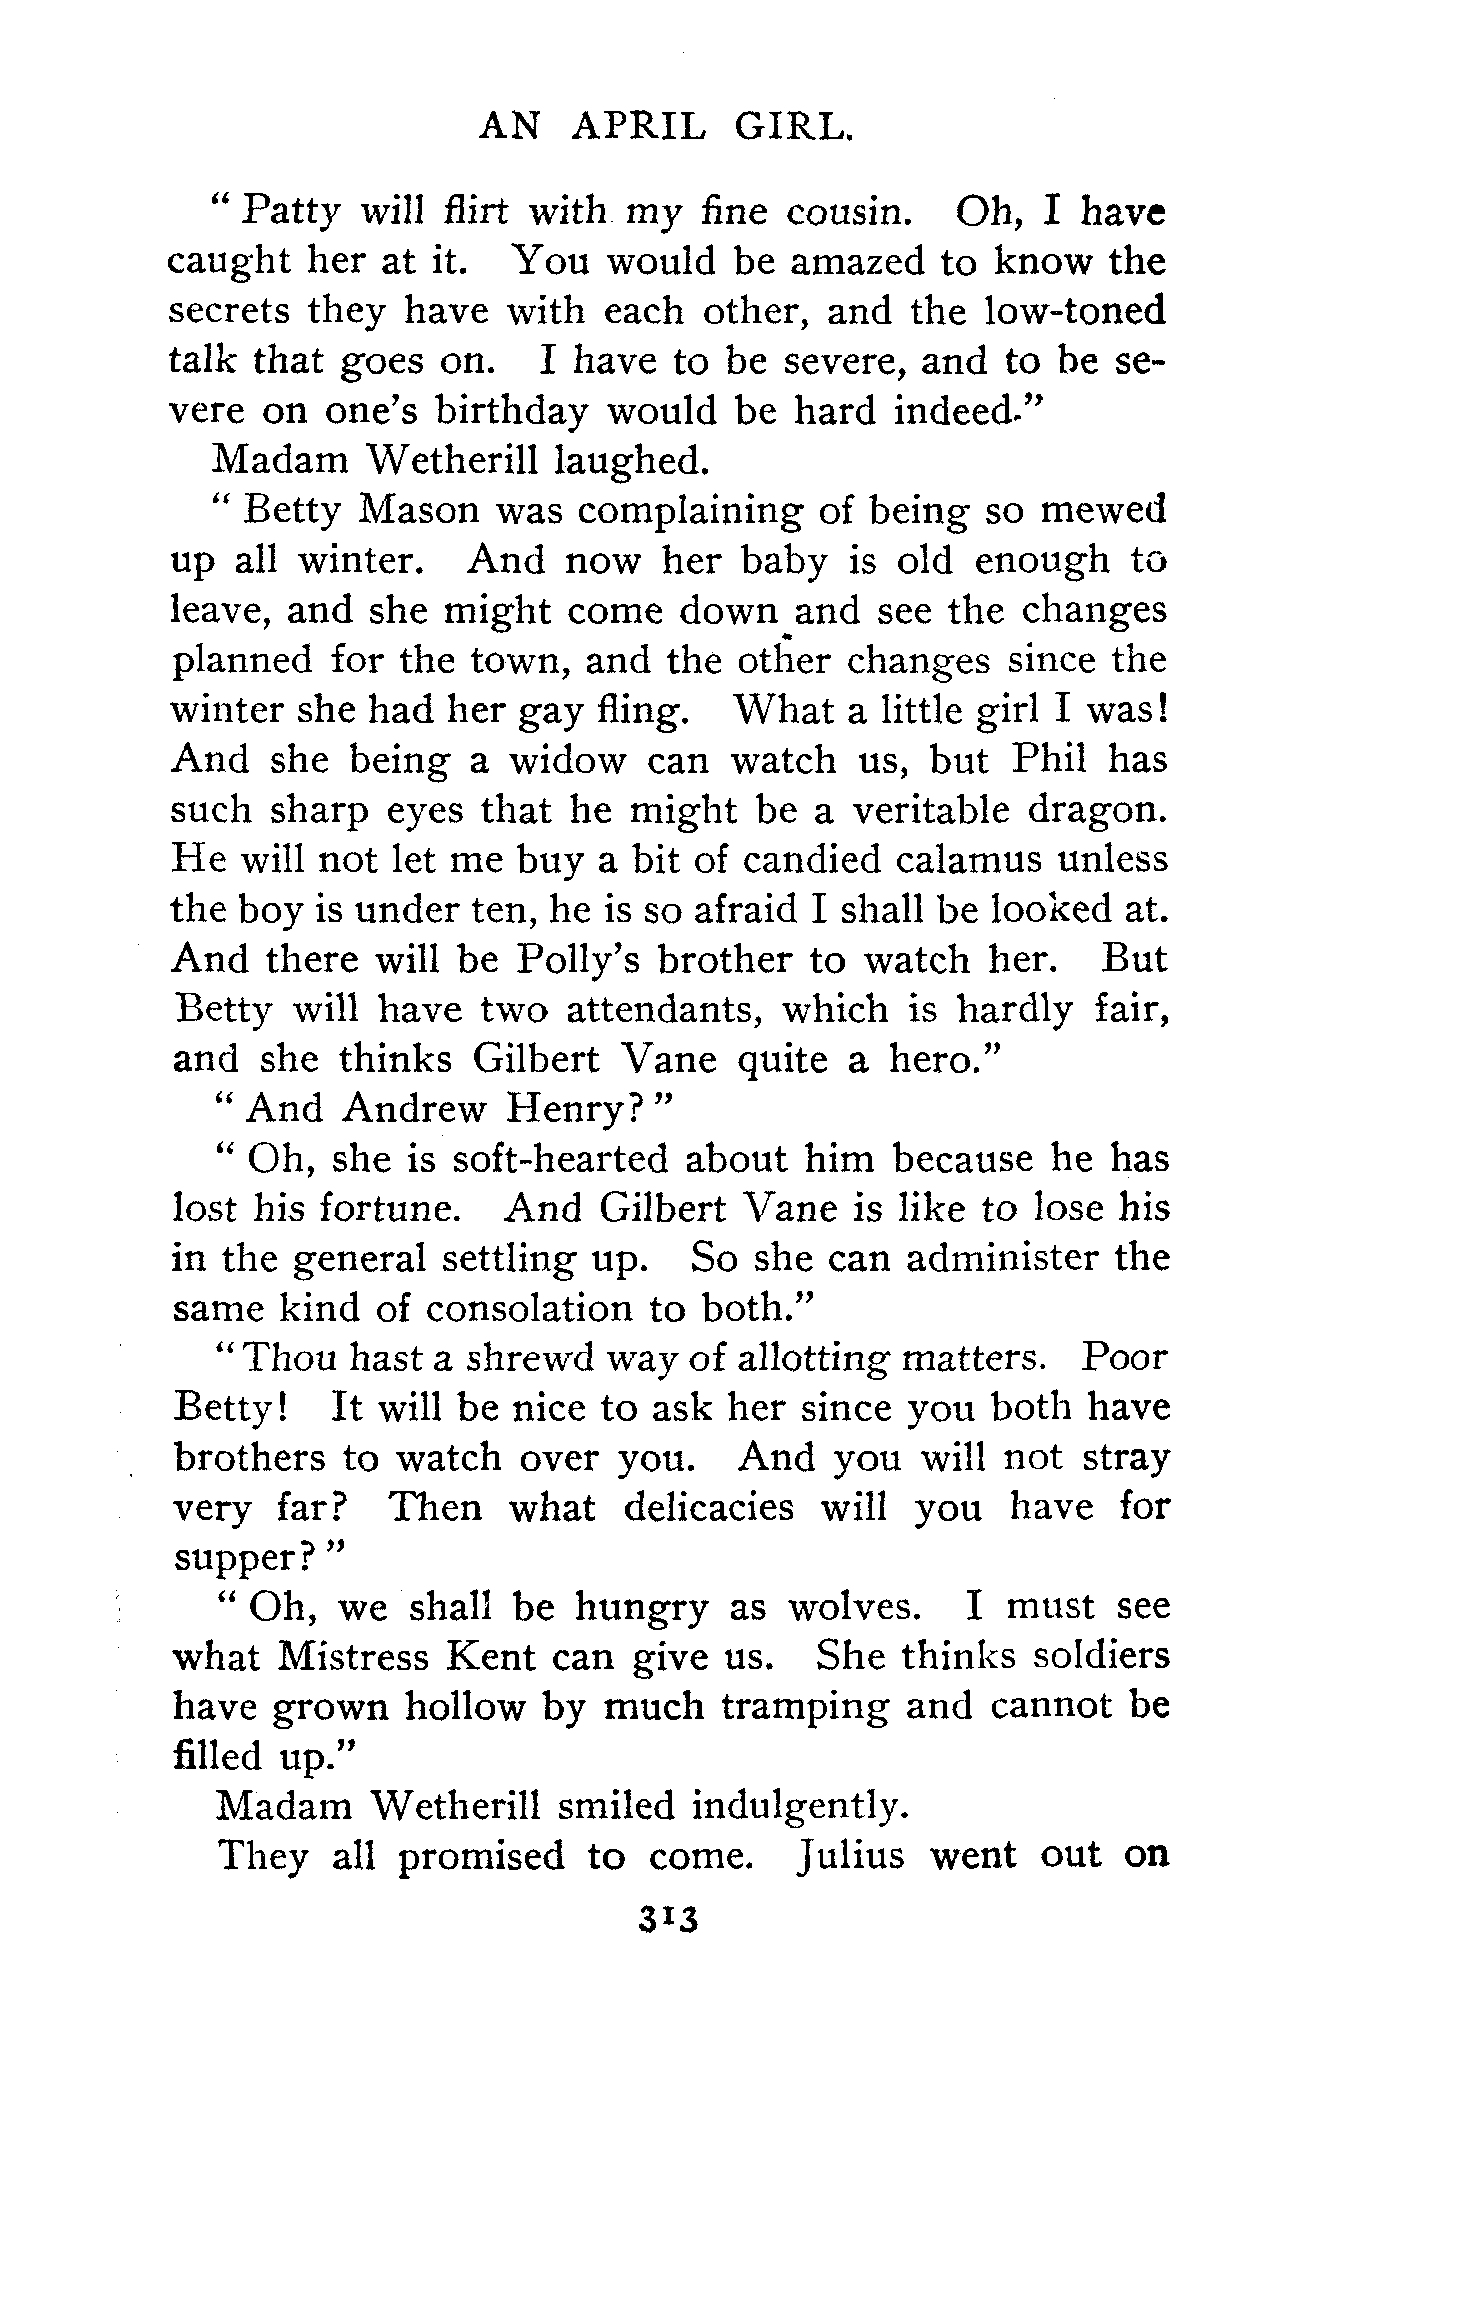 AN APRIL GIRL.
“ Patty will flirt with my fine cousin. Oh, I have
caught her at it. You would be amazed to know the
secrets they have with each other, and the low-toned
talk that goes on. I have to be severe, and to be se-
vere on one’s birthday would be hard indeed.”
Madam Wetherill laughed.
“ Betty Mason was complaining of being so mewed
up all winter. And now her baby is old enough to
leave, and she might come down and see the changes
planned for the town, and the other changes since the
winter she had her gay fling. What a little girl I was!
And she being a widow can watch us, but Phil has
such sharp eyes that he might be a veritable dragon.
He will not let me buy a bit of candied calamus unless
the boy is under ten, he is so afraid I shall be looked at.
And there will be Polly’s brother to watch her. But
Betty will have two attendants, which is hardly fair,
and she thinks Gilbert Vane quite a hero.”
“ And Andrew Henry? ”
“ Oh, she is soft-hearted about him because he has
lost his fortune. And Gilbert Vane is like to lose his
in the general settling up. So she can administer the
same kind of consolation to both.”
“ Thou hast a shrewd way of allotting matters. Poor
Betty! It will be nice to ask her since you both have
brothers to watch over you. And you will not stray
very far? Then what delicacies will you have for
supper? ”
“ Oh, we shall be hungry as wolves. I must see
what Mistress Kent can give us. She thinks soldiers
have grown hollow by much tramping and cannot be
filled up.”
Madam Wetherill smiled indulgently.
They all promised to come. Julius went out on
313